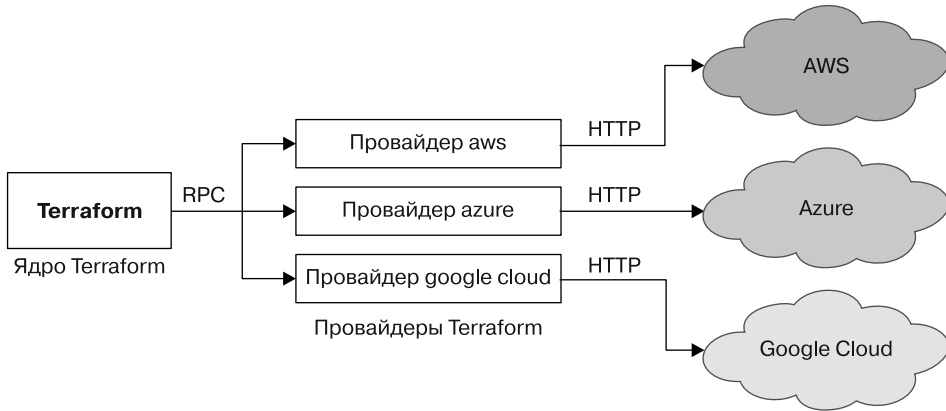 AWS
HTTP
Провайдер aws
RPC
HTTP
Terraform
Провайдер azure
Azure
Ядро Terraform
HTTP
Провайдер google cloud
Провайдеры Terraform
Google Cloud